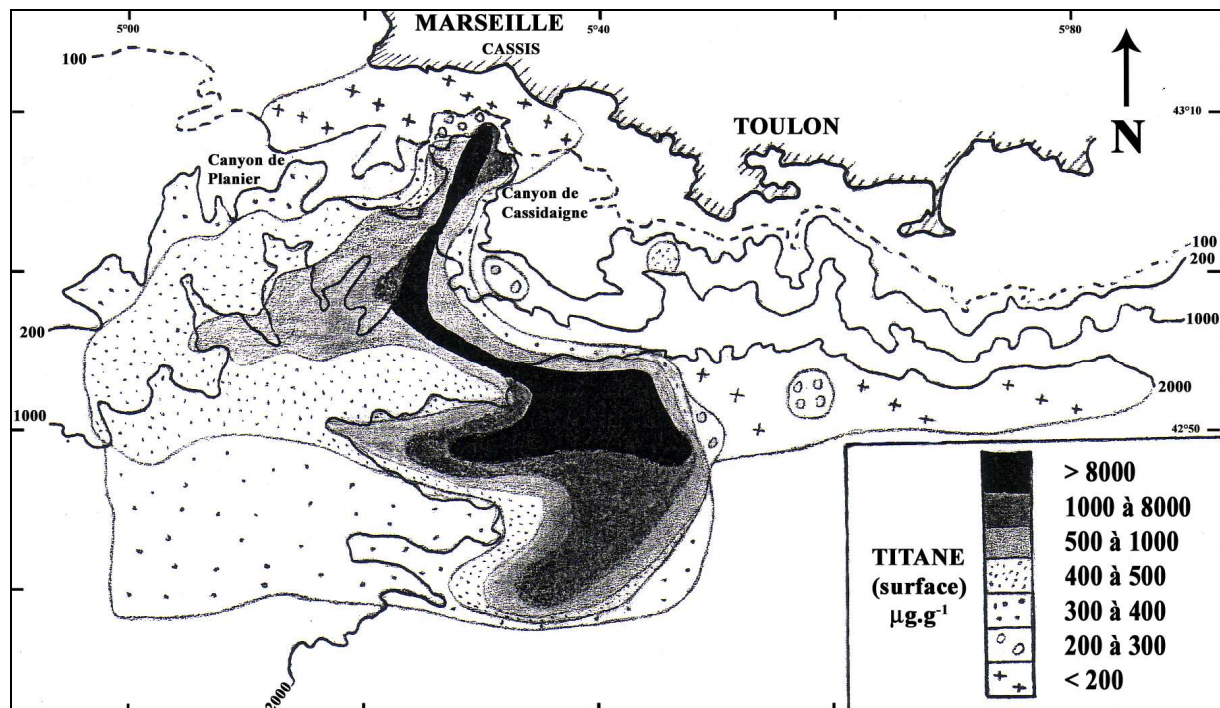 5°00
5°40
5°80
MARSEILLE
CASSIS
100
43°10
TOULON
N
Canyon de
Planier
Canyon de
Cassidaigne
100
200
200
1000
2000
1000
42°50
2000
TITANE
(surface)
µg.g-1
> 8000
1000 à 8000
500 à 1000
400 à 500
300 à 400
200 à 300
< 200